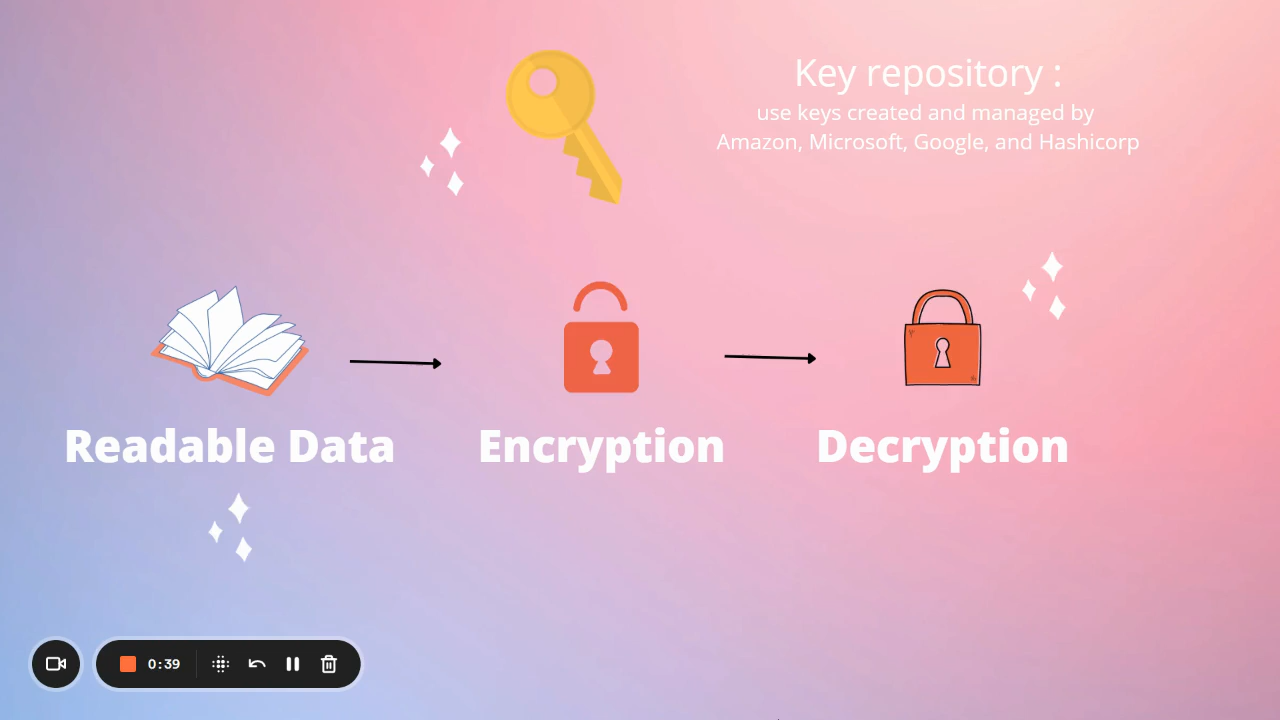 Key repository :
use keys created and managed by
Amazon, Microsoft, Google, and Hashicorp
Readable Data
Encryption
Decryption
0:39